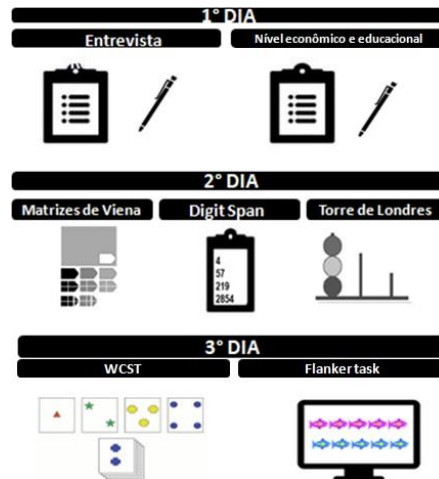 1° DIA
Entrevista
Nível econômico e educacional
2° DIA
Matrizes de Viena
Digit Span
Torre de Londres
4
57
219
2854
3° DIA
WCST
Flanker task